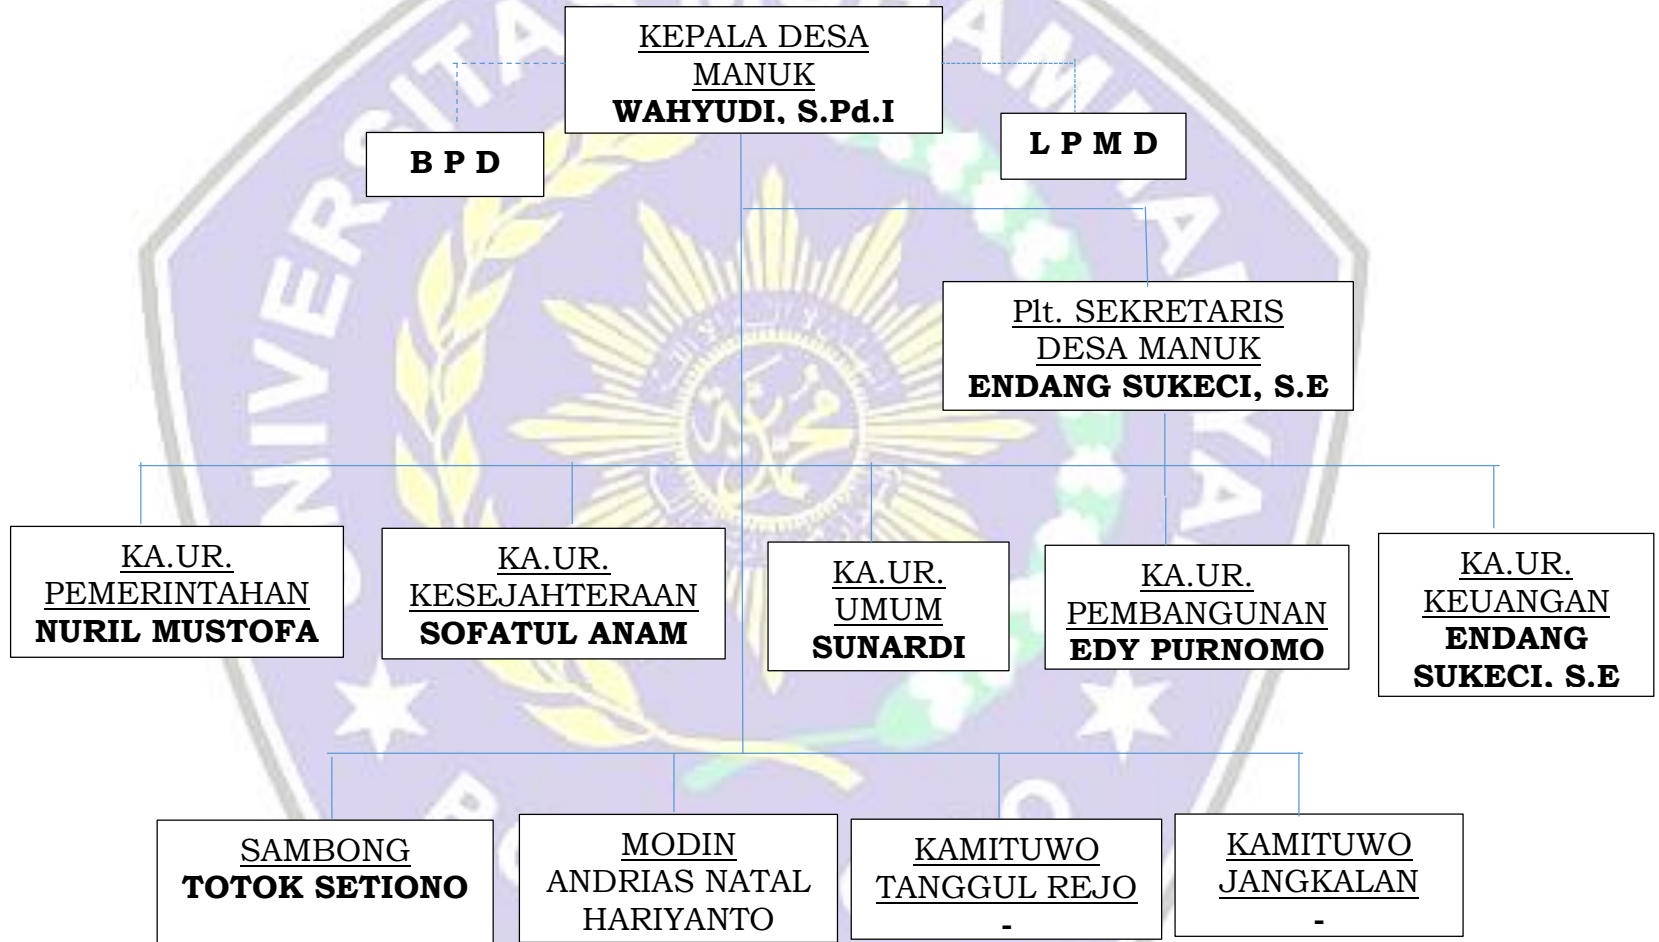 KEPALA DESA
MANUK
WAHYUDI, S.Pd.I
B P D
L P M D
Plt. SEKRETARIS
DESA MANUK
ENDANG SUKECI, S.E
KA.UR.
PEMERINTAHAN
NURIL MUSTOFA
KA.UR.
KESEJAHTERAAN
SOFATUL ANAM
KA.UR.
UMUM
SUNARDI
KA.UR.
PEMBANGUNAN
EDY PURNOMO
KA.UR.
KEUANGAN
ENDANG
SUKECI, S.E
SAMBONG
TOTOK SETIONO
MODIN
ANDRIAS NATAL
HARIYANTO
KAMITUWO
TANGGUL REJO
-
KAMITUWO
JANGKALAN
-